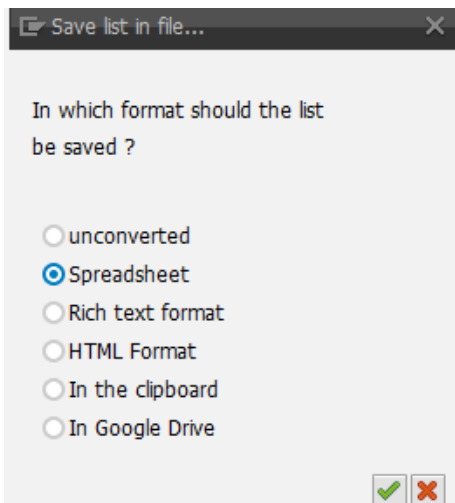 Save list in file...
In which format should the list
be saved ?
unconverted
Spreadsheet
Rich text format
HTML Format
In the clipboard
In Google Drive